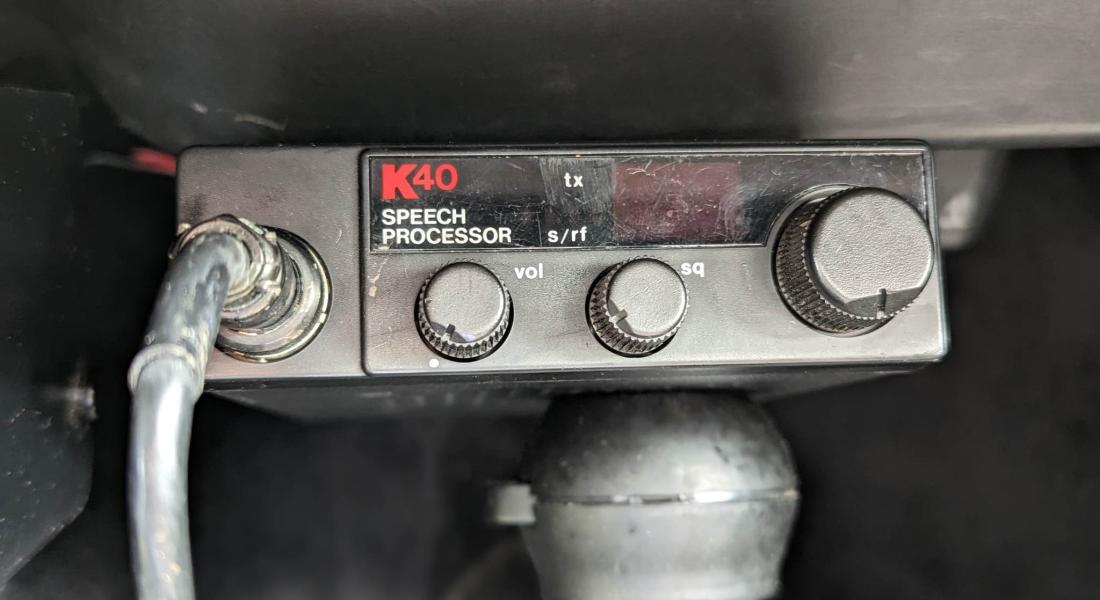 K40
SPEECH
PROCESSOR
tx
s/rf
vol
sq